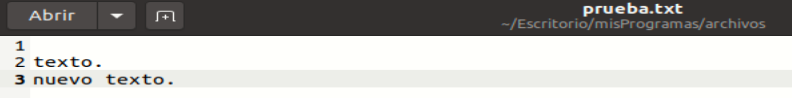 Abrir
prueba.txt
~/Escritorio/misProgramas/archivos
1
2 texto.
3 nuevo texto.